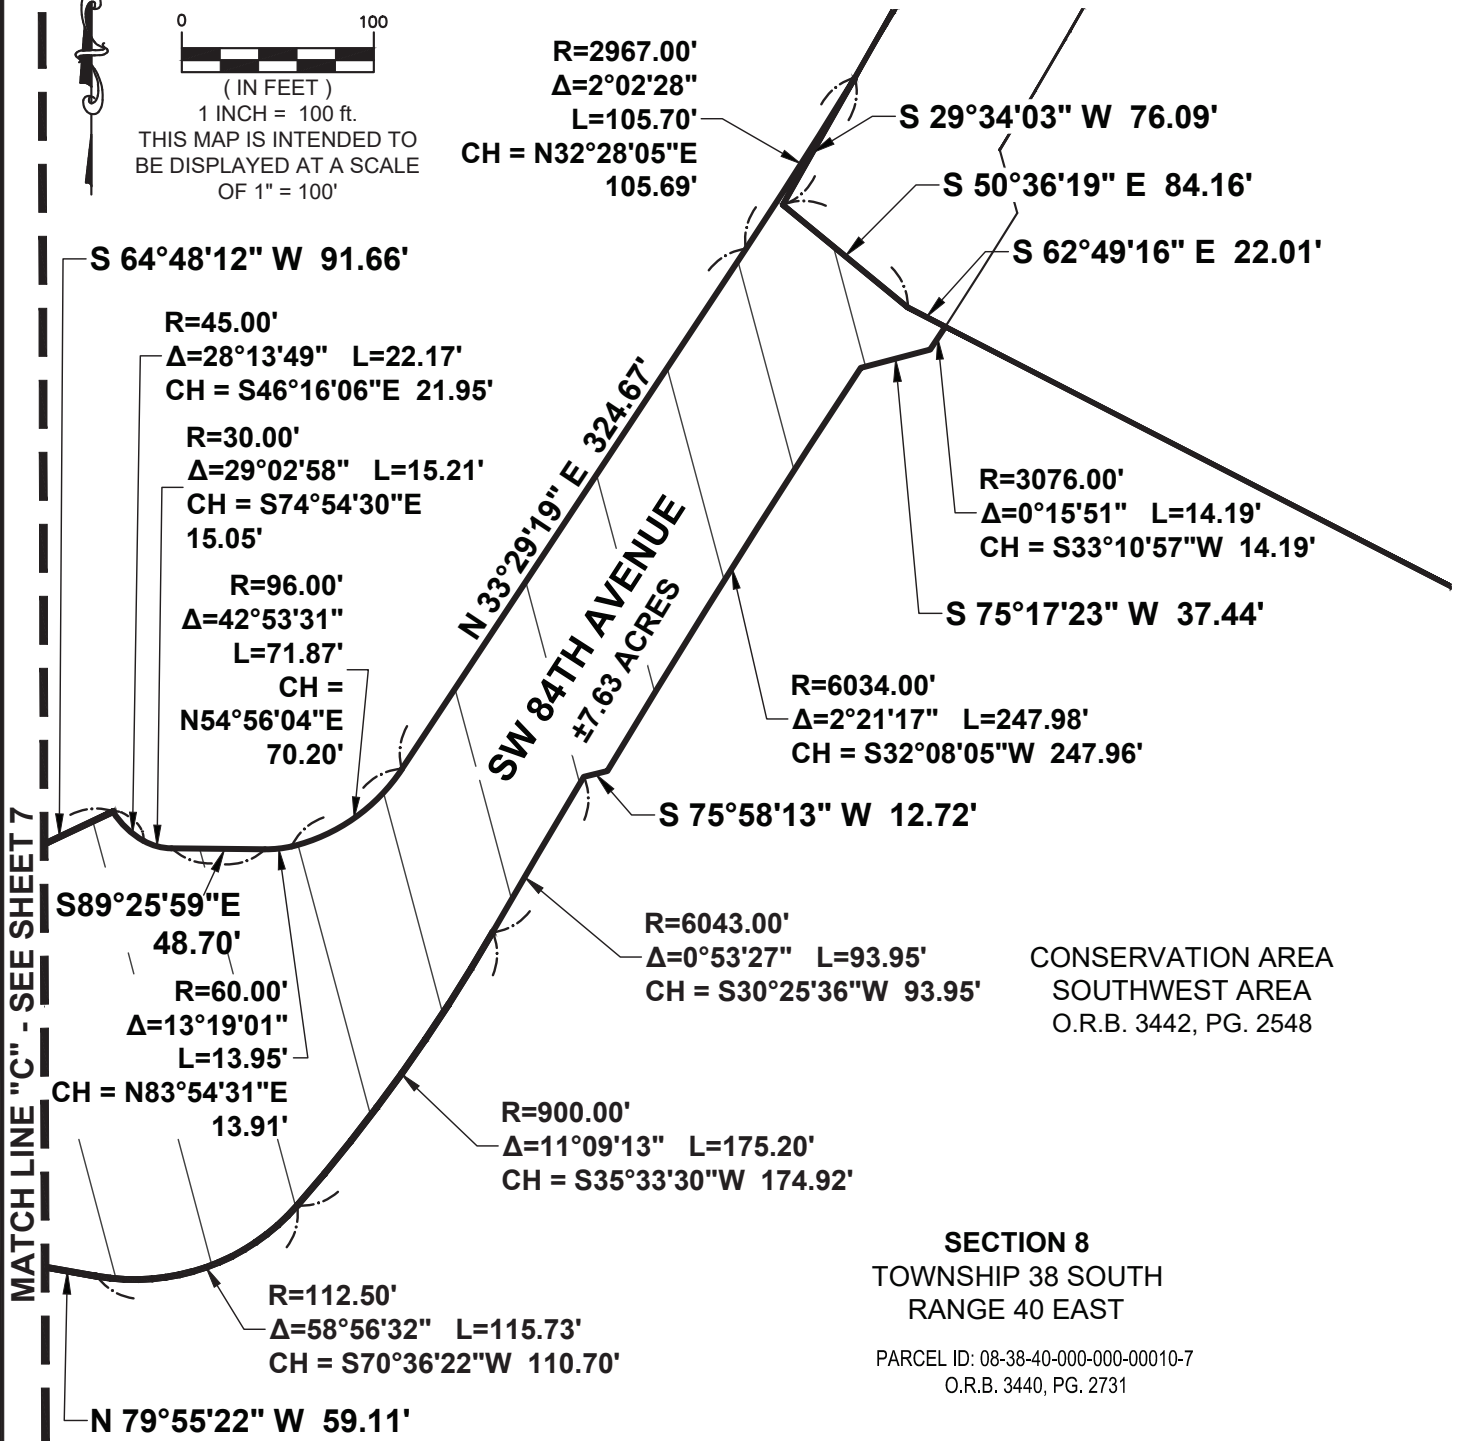 0 100
( IN FEET )
1 INCH = 100 ft.
THIS MAP IS INTENDED TO
BE DISPLAYED AT A SCALE
OF 1" = 100'
R=2967.00'
Δ=2°02'28"
L=105.70'
CH = N32°28'05"E
105.69'
S 29°34'03" W 76.09'
S 50°36'19" E 84.16'
S 62°49'16" E 22.01'
S 64°48'12" W 91.66'
R=45.00'
Δ=28°13'49" L=22.17'
CH = S46°16'06"E 21.95'
R=30.00'
Δ=29°02'58" L=15.21'
CH = S74°54'30"E
15.05'
R=96.00'
Δ=42°53'31"
L=71.87'
CH =
N54°56'04"E
70.20'
N 33°29'19" E 324.67'
SW 84TH AVENUE
±7.63 ACRES
R=3076.00'
Δ=0°15'51" L=14.19'
CH = S33°10'57"W 14.19'
S 75°17'23" W 37.44'
R=6034.00'
Δ=2°21'17" L=247.98'
CH = S32°08'05"W 247.96'
S 75°58'13" W 12.72'
MATCH LINE "C" - SEE SHEET 7
S89°25'59"E
48.70'
R=60.00'
Δ=13°19'01"
L=13.95'
CH = N83°54'31"E
13.91'
R=6043.00'
Δ=0°53'27" L=93.95'
CH = S30°25'36"W 93.95'
CONSERVATION AREA
SOUTHWEST AREA
O.R.B. 3442, PG. 2548
R=900.00'
Δ=11°09'13" L=175.20'
CH = S35°33'30"W 174.92'
SECTION 8
TOWNSHIP 38 SOUTH
RANGE 40 EAST
PARCEL ID: 08-38-40-000-000-00010-7
O.R.B. 3440, PG. 2731
R=112.50'
Δ=58°56'32" L=115.73'
CH = S70°36'22"W 110.70'
N 79°55'22" W 59.11'